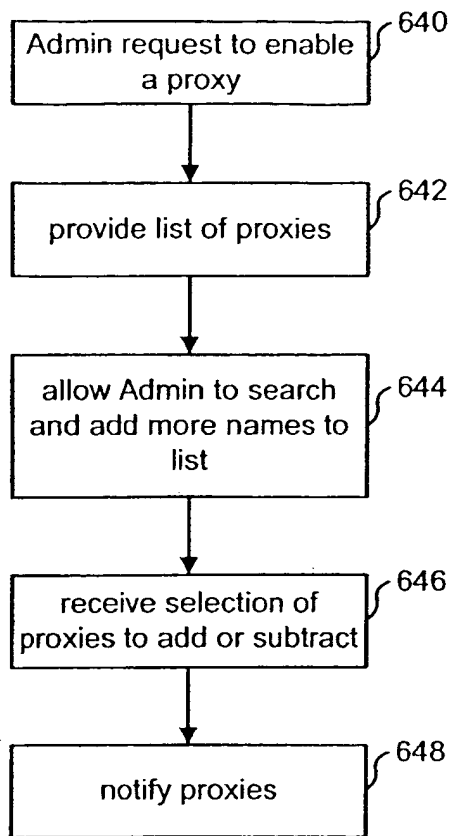 640
Admin request to enable
a proxy
642
provide list of proxies
644
allow Admin to search
and add more names to
list
646
receive selection of
proxies to add or subtract
648
notify proxies